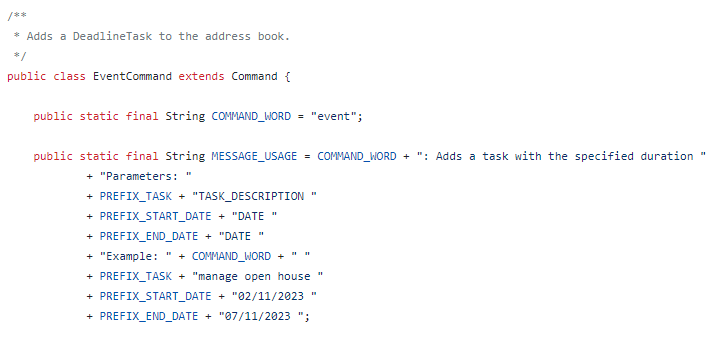 /**
 * Adds a DeadlineTask to the address book.
 */
public class EventCommand extends Command {
    public static final String COMMAND_WORD = "event";
    public static final String MESSAGE_USAGE = COMMAND_WORD + ": Adds a task with the specified duration "
            + "Parameters: "
            + PREFIX_TASK + "TASK_DESCRIPTION "
            + PREFIX_START_DATE + "DATE "
            + PREFIX_END_DATE + "DATE "
            + "Example: " + COMMAND_WORD + " "
            + PREFIX_TASK + "manage open house "
            + PREFIX_START_DATE + "02/11/2023 "
            + PREFIX_END_DATE + "07/11/2023 ";